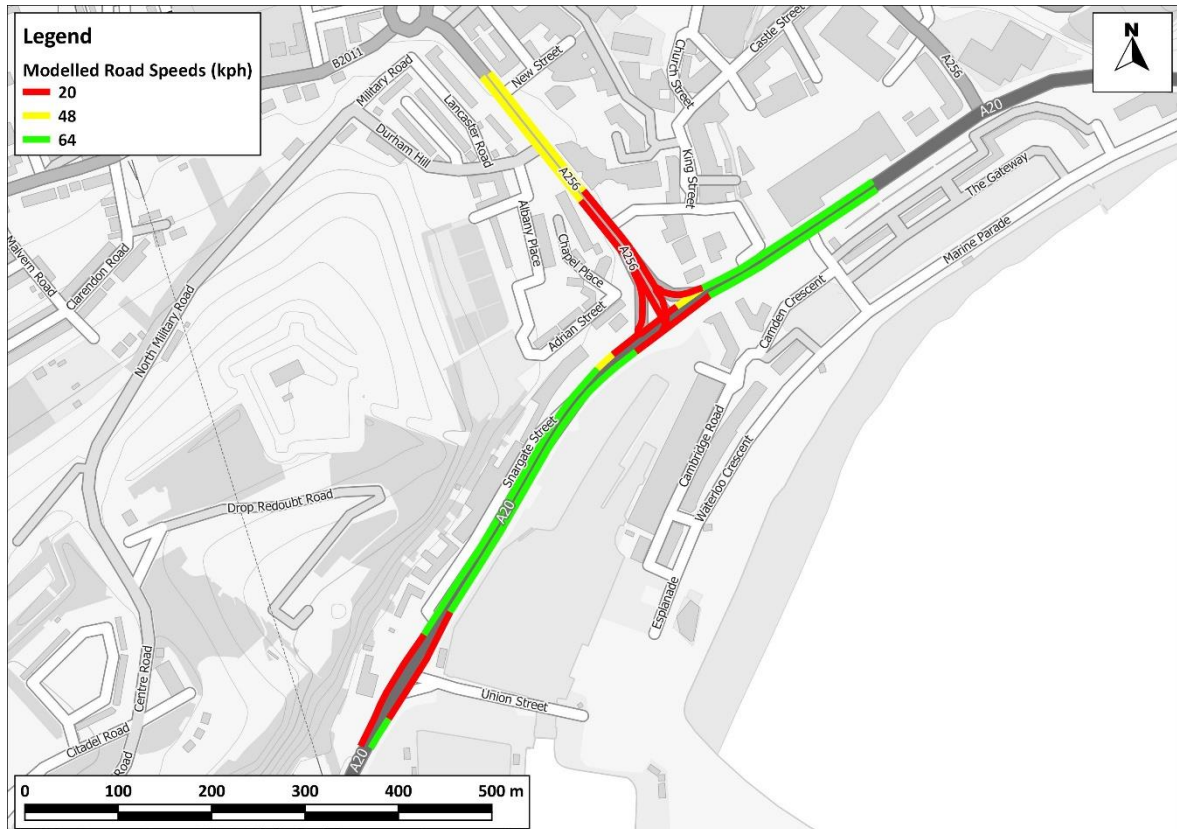 Legend
Modelled Road Speeds (kph)
20
48
64
N
B2011
Military Road
New Street
Lancaster Road
Durham Hill
Church Street
Castle Street
A256
A20
King Street
The Gateway
Marine Parade
A256
Albany Place
A256
Chapel Place
Adrian Street
Camden Crescent
Malvern Road
Clarendon Road
North Military Road
Snargate Street
Cambridge Road
Waterloo Crescent
A20
Drop Redoubt Road
Esplanade
Centre Road
Union Street
Citadel Road
Road
A20
0 100 200 300 400 500 m